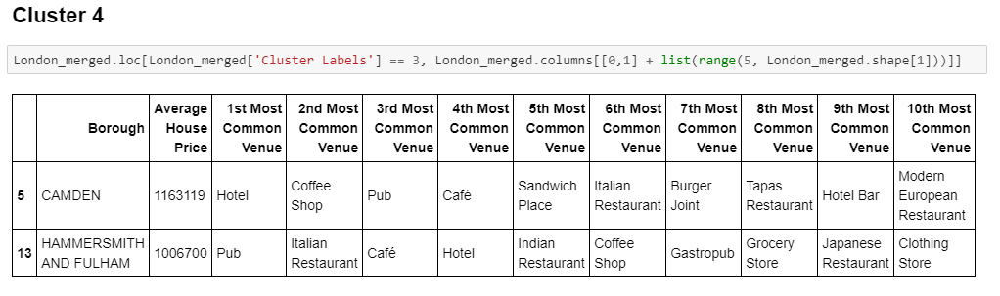 Cluster 4
London_merged.loc[London_merged['Cluster Labels'] == 3, London_merged.columns[[0,1] + list(range(5, London_merged.shape[1]))]]
Borough Average House Price 1st Most Common Venue 2nd Most Common Venue 3rd Most Common Venue 4th Most Common Venue 5th Most Common Venue 6th Most Common Venue 7th Most Common Venue 8th Most Common Venue 9th Most Common Venue 10th Most Common Venue
5 CAMDEN 1163119 Hotel Coffee Shop Pub Café Sandwich Place Italian Restaurant Burger Joint Tapas Restaurant Hotel Bar Modern European Restaurant
13 HAMMERSMITH AND FULHAM 1006700 Pub Italian Restaurant Café Hotel Indian Restaurant Coffee Shop Gastropub Grocery Store Japanese Restaurant Clothing Store